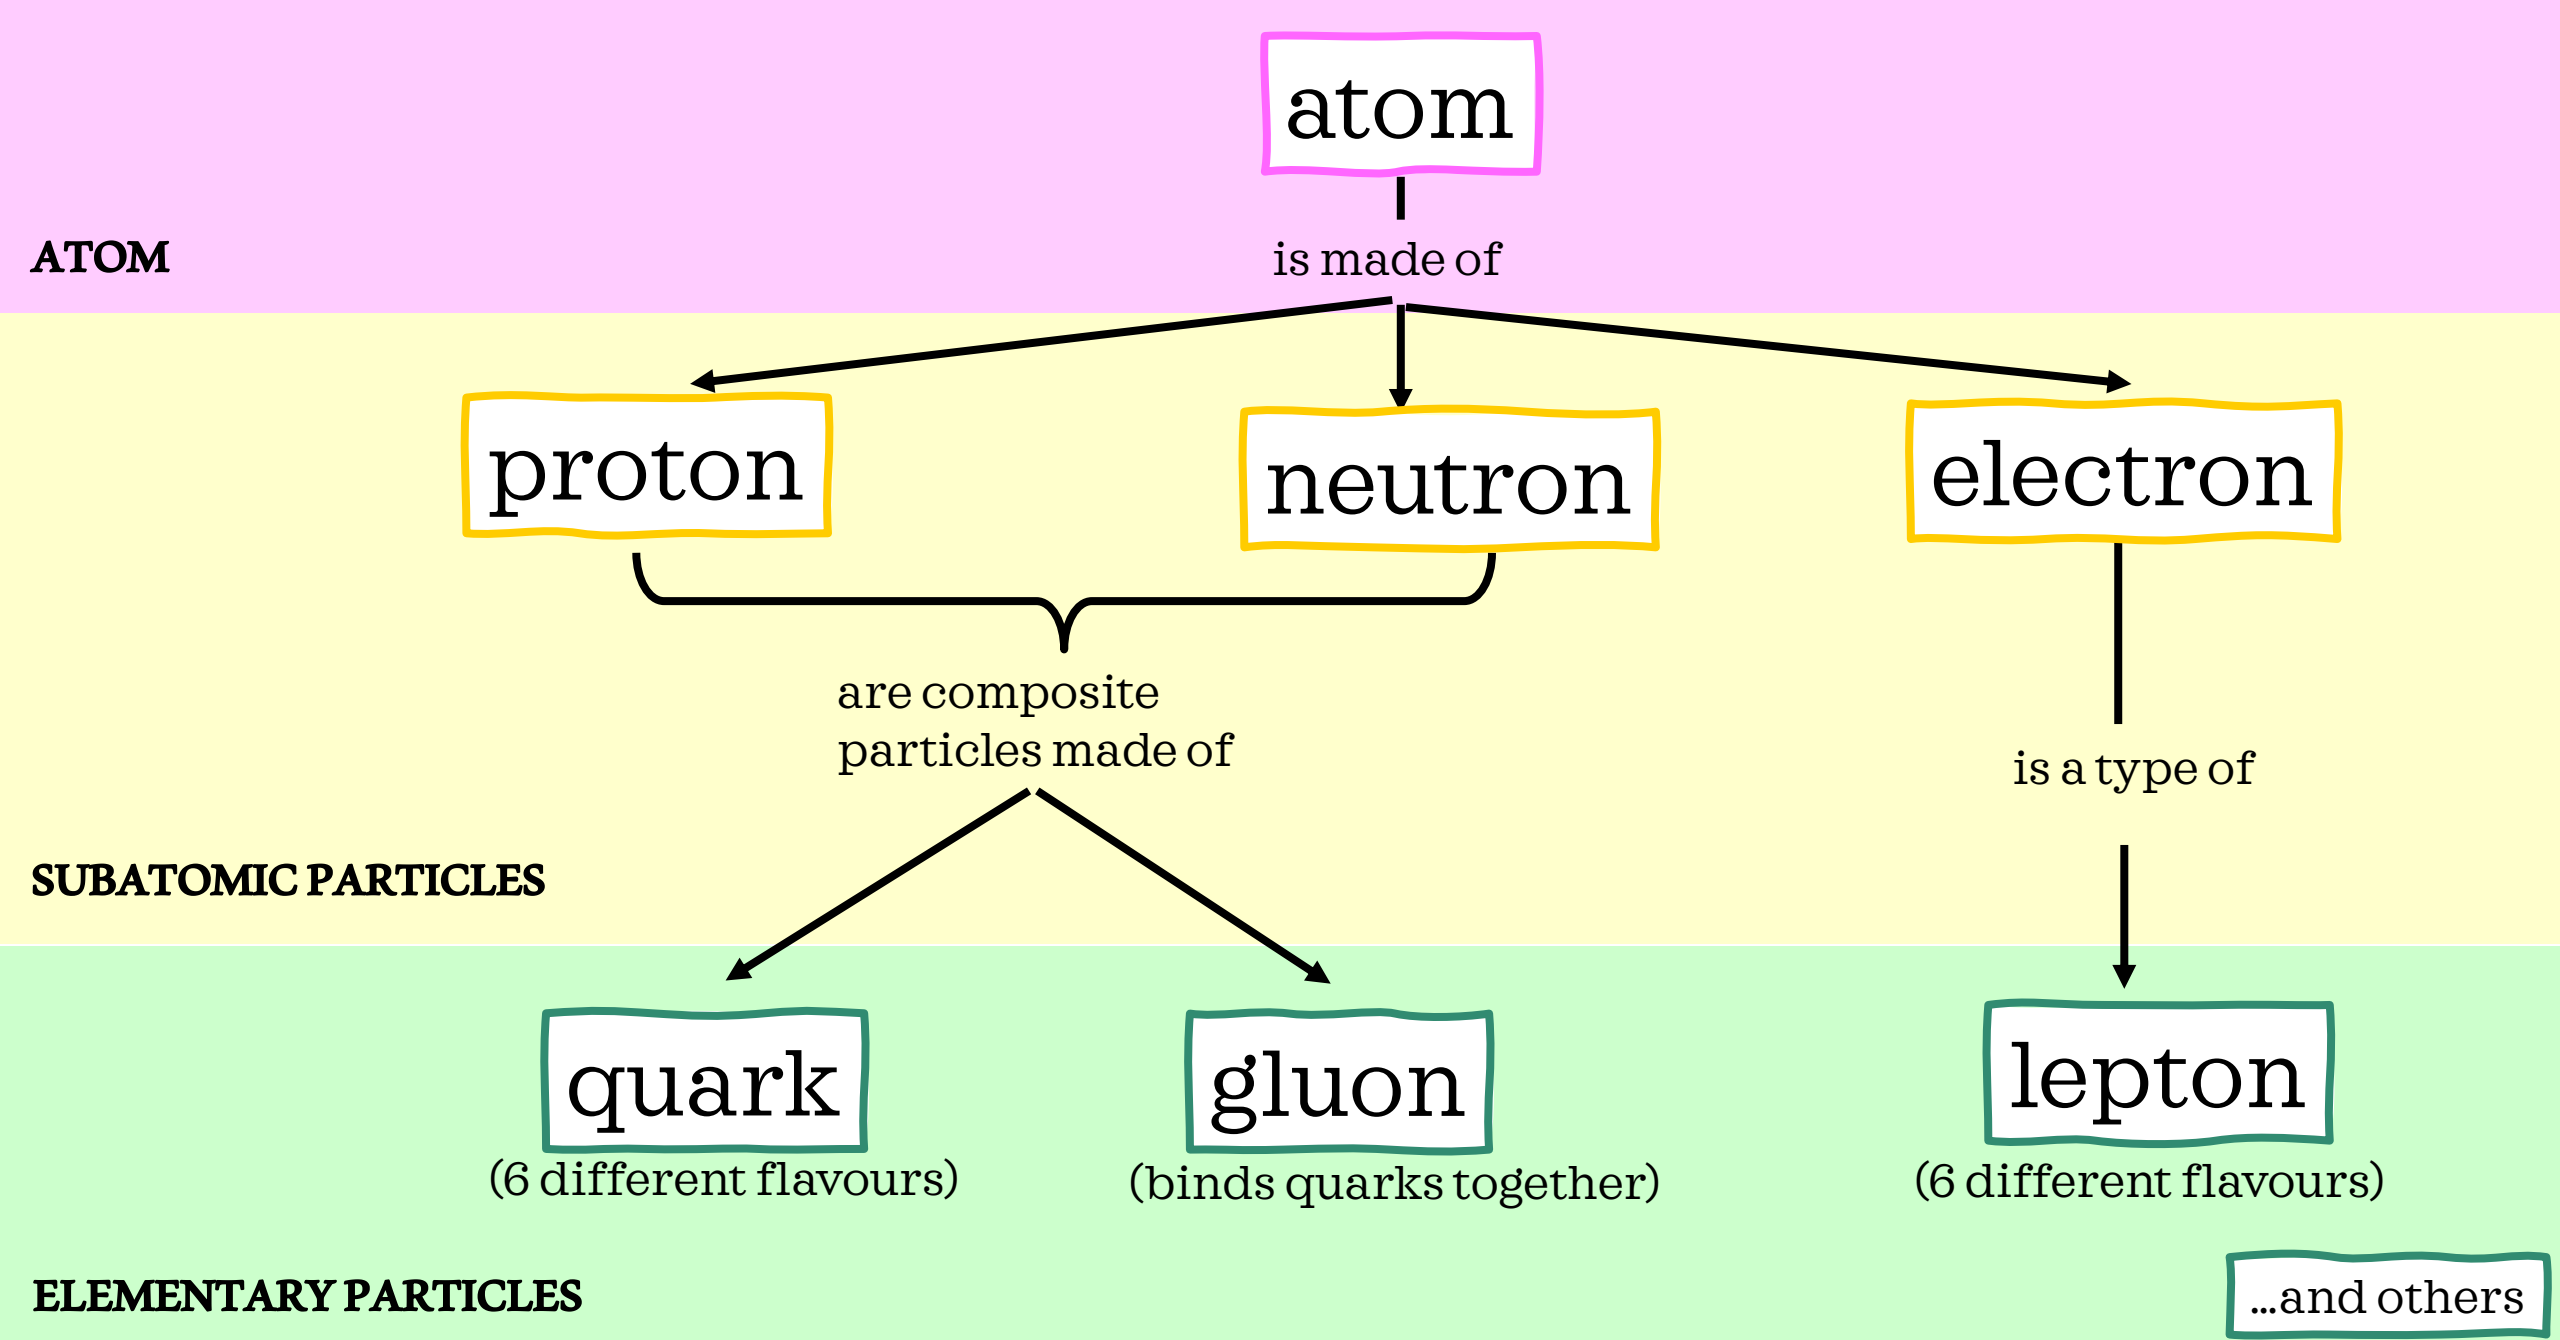 atom
is made of
ATOM
proton
neutron
electron
are composite
particles made of
is a type of
SUBATOMIC PARTICLES
quark
gluon
lepton
(6 different flavours)
(binds quarks together)
(6 different flavours)
ELEMENTARY PARTICLES
...and others